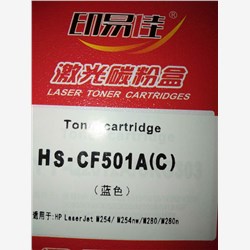 印易佳
激光碳粉盒
LASER TONER CARTRIDGES
Toner cartridge
HS-CF501A(C)
(蓝色)
适用于:HP LaserJet M254/ M254nw/M280/M280n